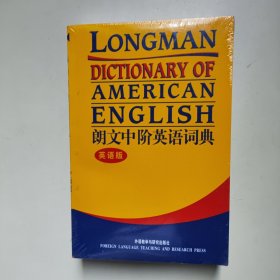 LONGMAN
DICTIONARY OF
AMERICAN
ENGLISH
朗文中阶英语词典
英语版
外语教学与研究出版社
FOREIGN LANGUAGE TEACHING AND RESEARCH PRESS